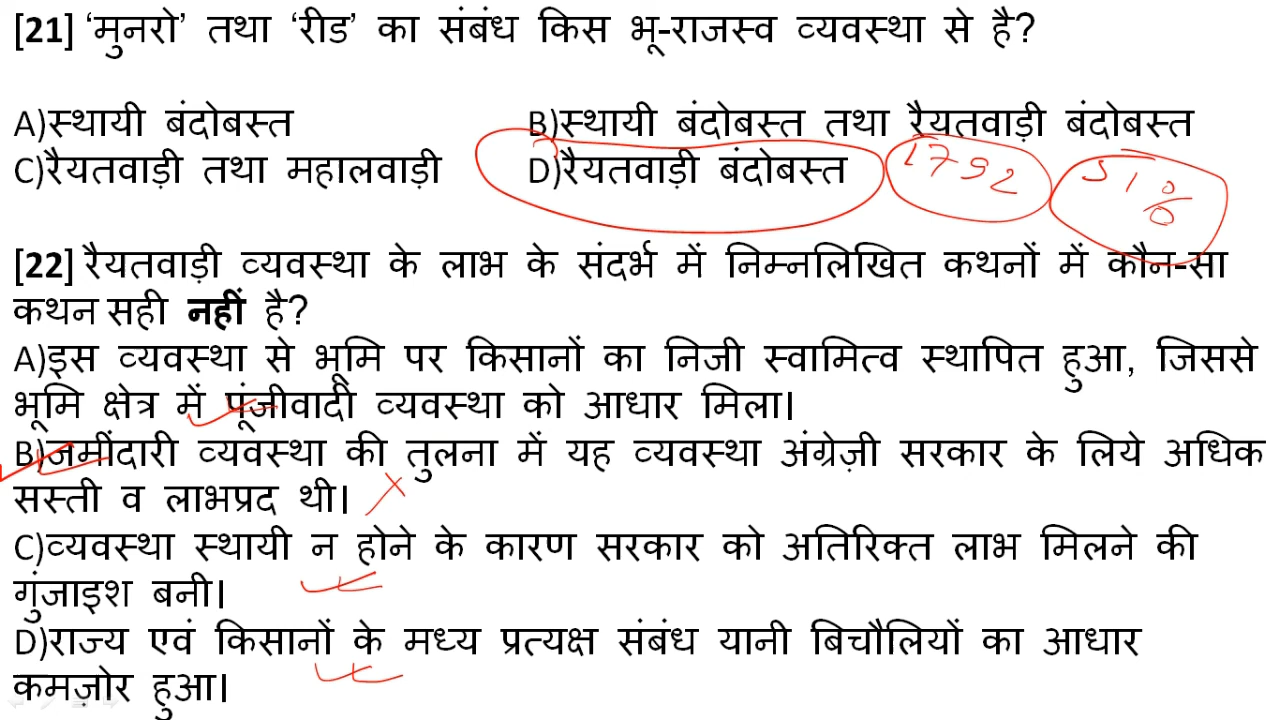 [21] ‘मुनरो’ तथा ‘रीड’ का संबंध किस भू-राजस्व व्यवस्था से है?
A)स्थायी बंदोबस्त B)स्थायी बंदोबस्त तथा रैयतवाड़ी बंदोबस्त
C)रैयतवाड़ी तथा महालवाड़ी D)रैयतवाड़ी बंदोबस्त 1792 51%
[22] रैयतवाड़ी व्यवस्था के लाभ के संदर्भ में निम्नलिखित कथनों में कौन-सा
कथन सही नहीं है?
A)इस व्यवस्था से भूमि पर किसानों का निजी स्वामित्व स्थापित हुआ, जिससे
भूमि क्षेत्र में पूंजीवादी व्यवस्था को आधार मिला।
B)जमींदारी व्यवस्था की तुलना में यह व्यवस्था अंग्रेज़ी सरकार के लिये अधिक
सस्ती व लाभप्रद थी।
C)व्यवस्था स्थायी न होने के कारण सरकार को अतिरिक्त लाभ मिलने की
गुंजाइश बनी।
D)राज्य एवं किसानों के मध्य प्रत्यक्ष संबंध यानी बिचौलियों का आधार
कमज़ोर हुआ।